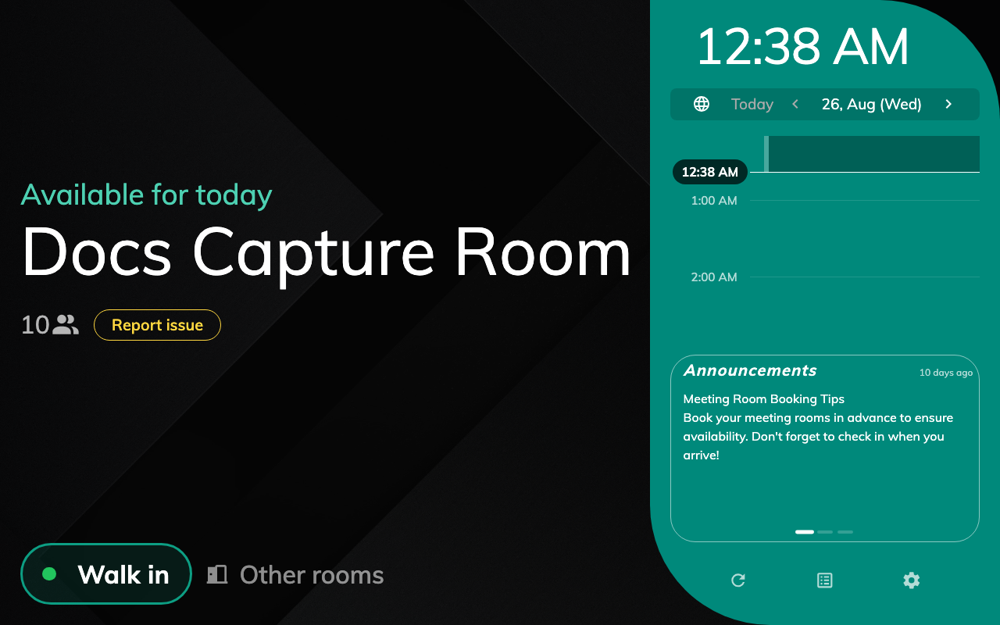 Available for today
Docs Capture Room
10
Report issue
Walk in
Other rooms
12:38 AM
Today
26, Aug (Wed)
12:38 AM
1:00 AM
2:00 AM
Announcements
10 days ago
Meeting Room Booking Tips
Book your meeting rooms in advance to ensure
availability. Don't forget to check in when you
arrive!